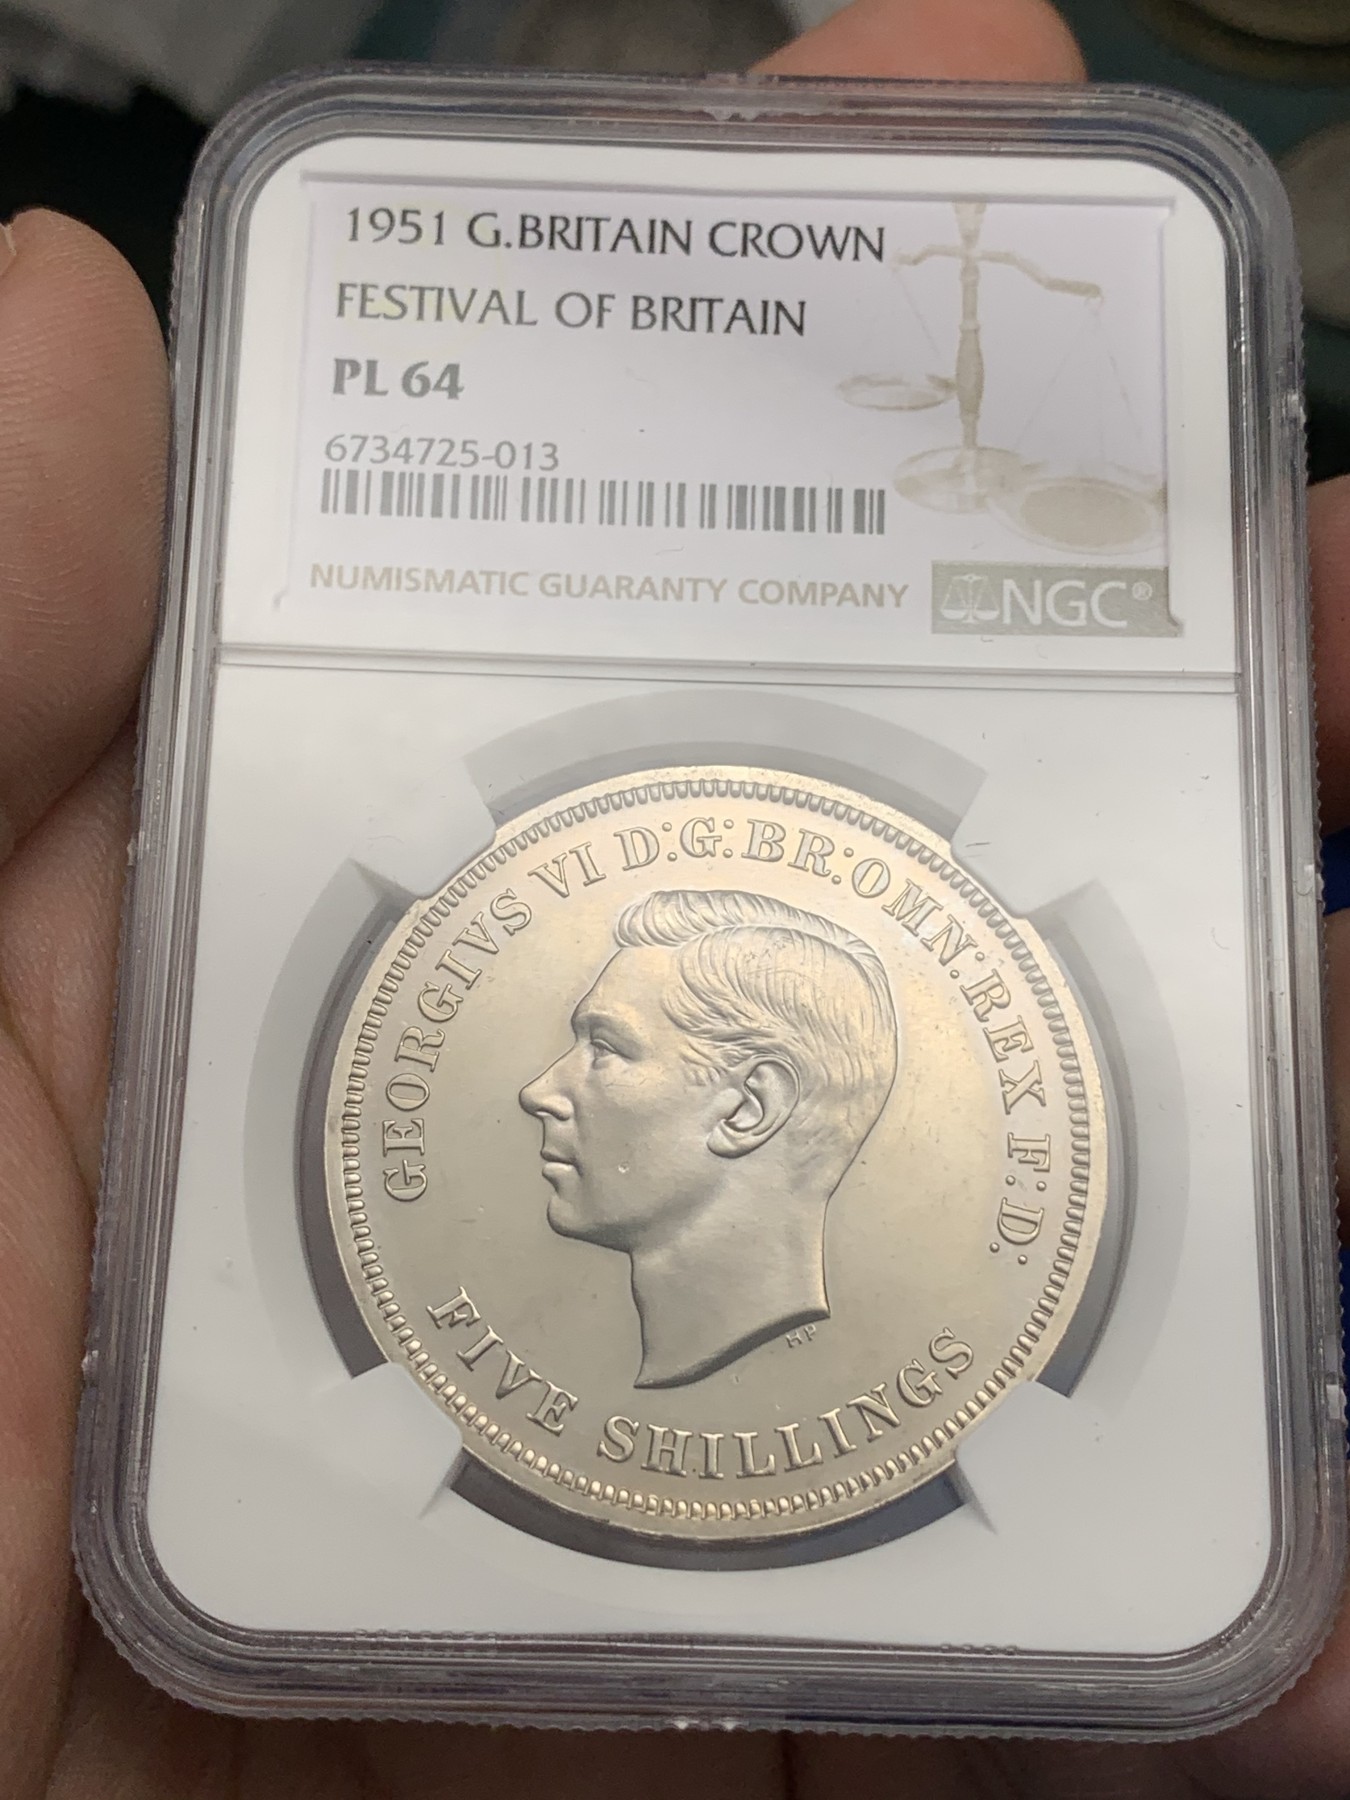 1951 G.BRITAIN CROWN
FESTIVAL OF BRITAIN
PL 64
6734725-013
NUMISMATIC GUARANTY COMPANY
NGC®
GEORGIVS VI D:G:BR:OMN:REX F:D:
HP
FIVE SHILLINGS